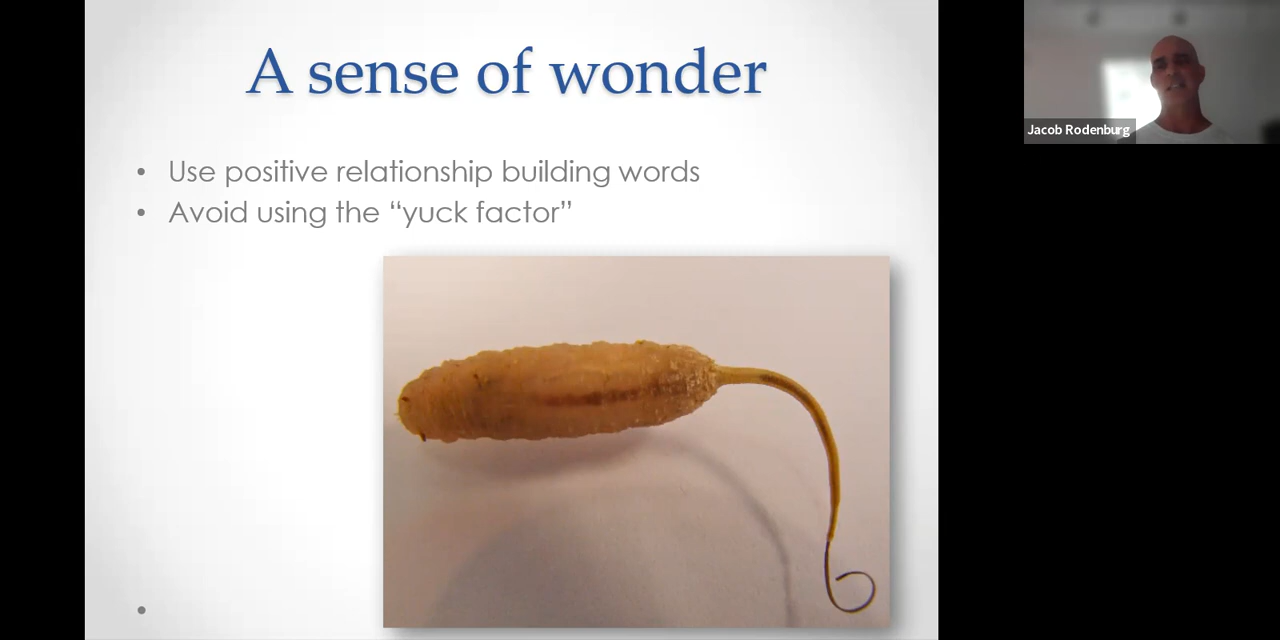 A sense of wonder
• Use positive relationship building words
• Avoid using the “yuck factor”
•
Jacob Rodenburg